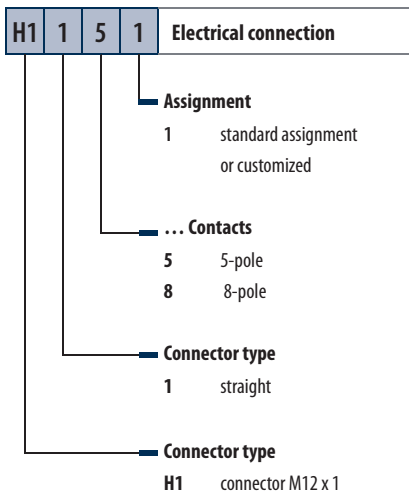 H1 1 5 1 Electrical connection
Assignment
1 standard assignment
or customized
… Contacts
5 5-pole
8 8-pole
Connector type
1 straight
Connector type
H1 connector M12 x 1